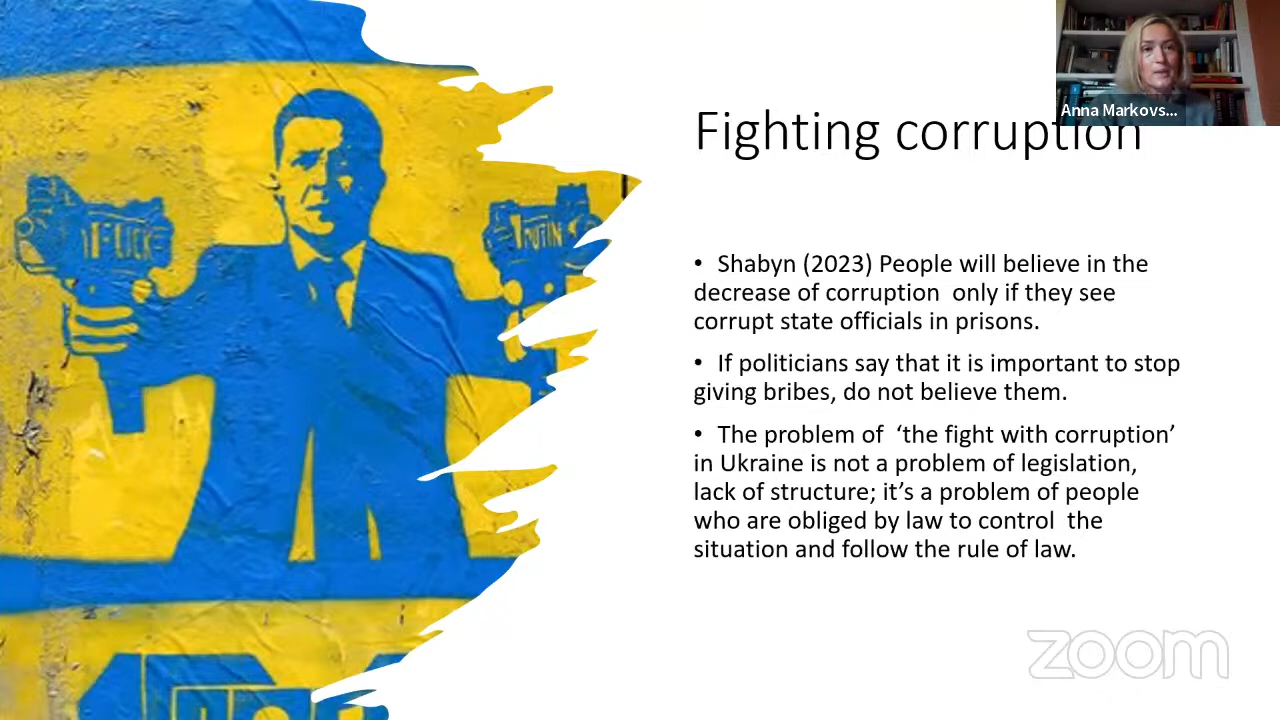 Anna Markovs...
Fighting corruption
• Shabyn (2023) People will believe in the
decrease of corruption  only if they see
corrupt state officials in prisons.
• If politicians say that it is important to stop
giving bribes, do not believe them.
• The problem of  ‘the fight with corruption’
in Ukraine is not a problem of legislation,
lack of structure; it’s a problem of people
who are obliged by law to control  the
situation and follow the rule of law.
zoom